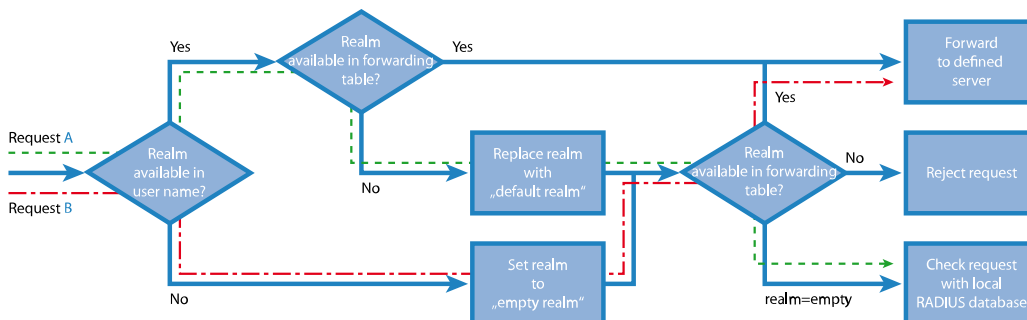 Request A
Request B
Realm
available in
user name?
Yes
No
Realm
available in forwarding
table?
Yes
No
Replace realm
with
„default realm“
Set realm
to
„empty realm“
Realm
available in forwarding
table?
Yes
No
realm=empty
Forward
to defined
server
Reject request
Check request
with local
RADIUS database